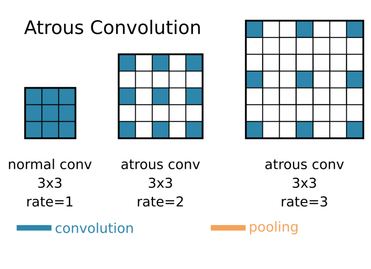 Atrous Convolution
normal conv
3x3
rate=1
atrous conv
3x3
rate=2
atrous conv
3x3
rate=3
convolution
pooling